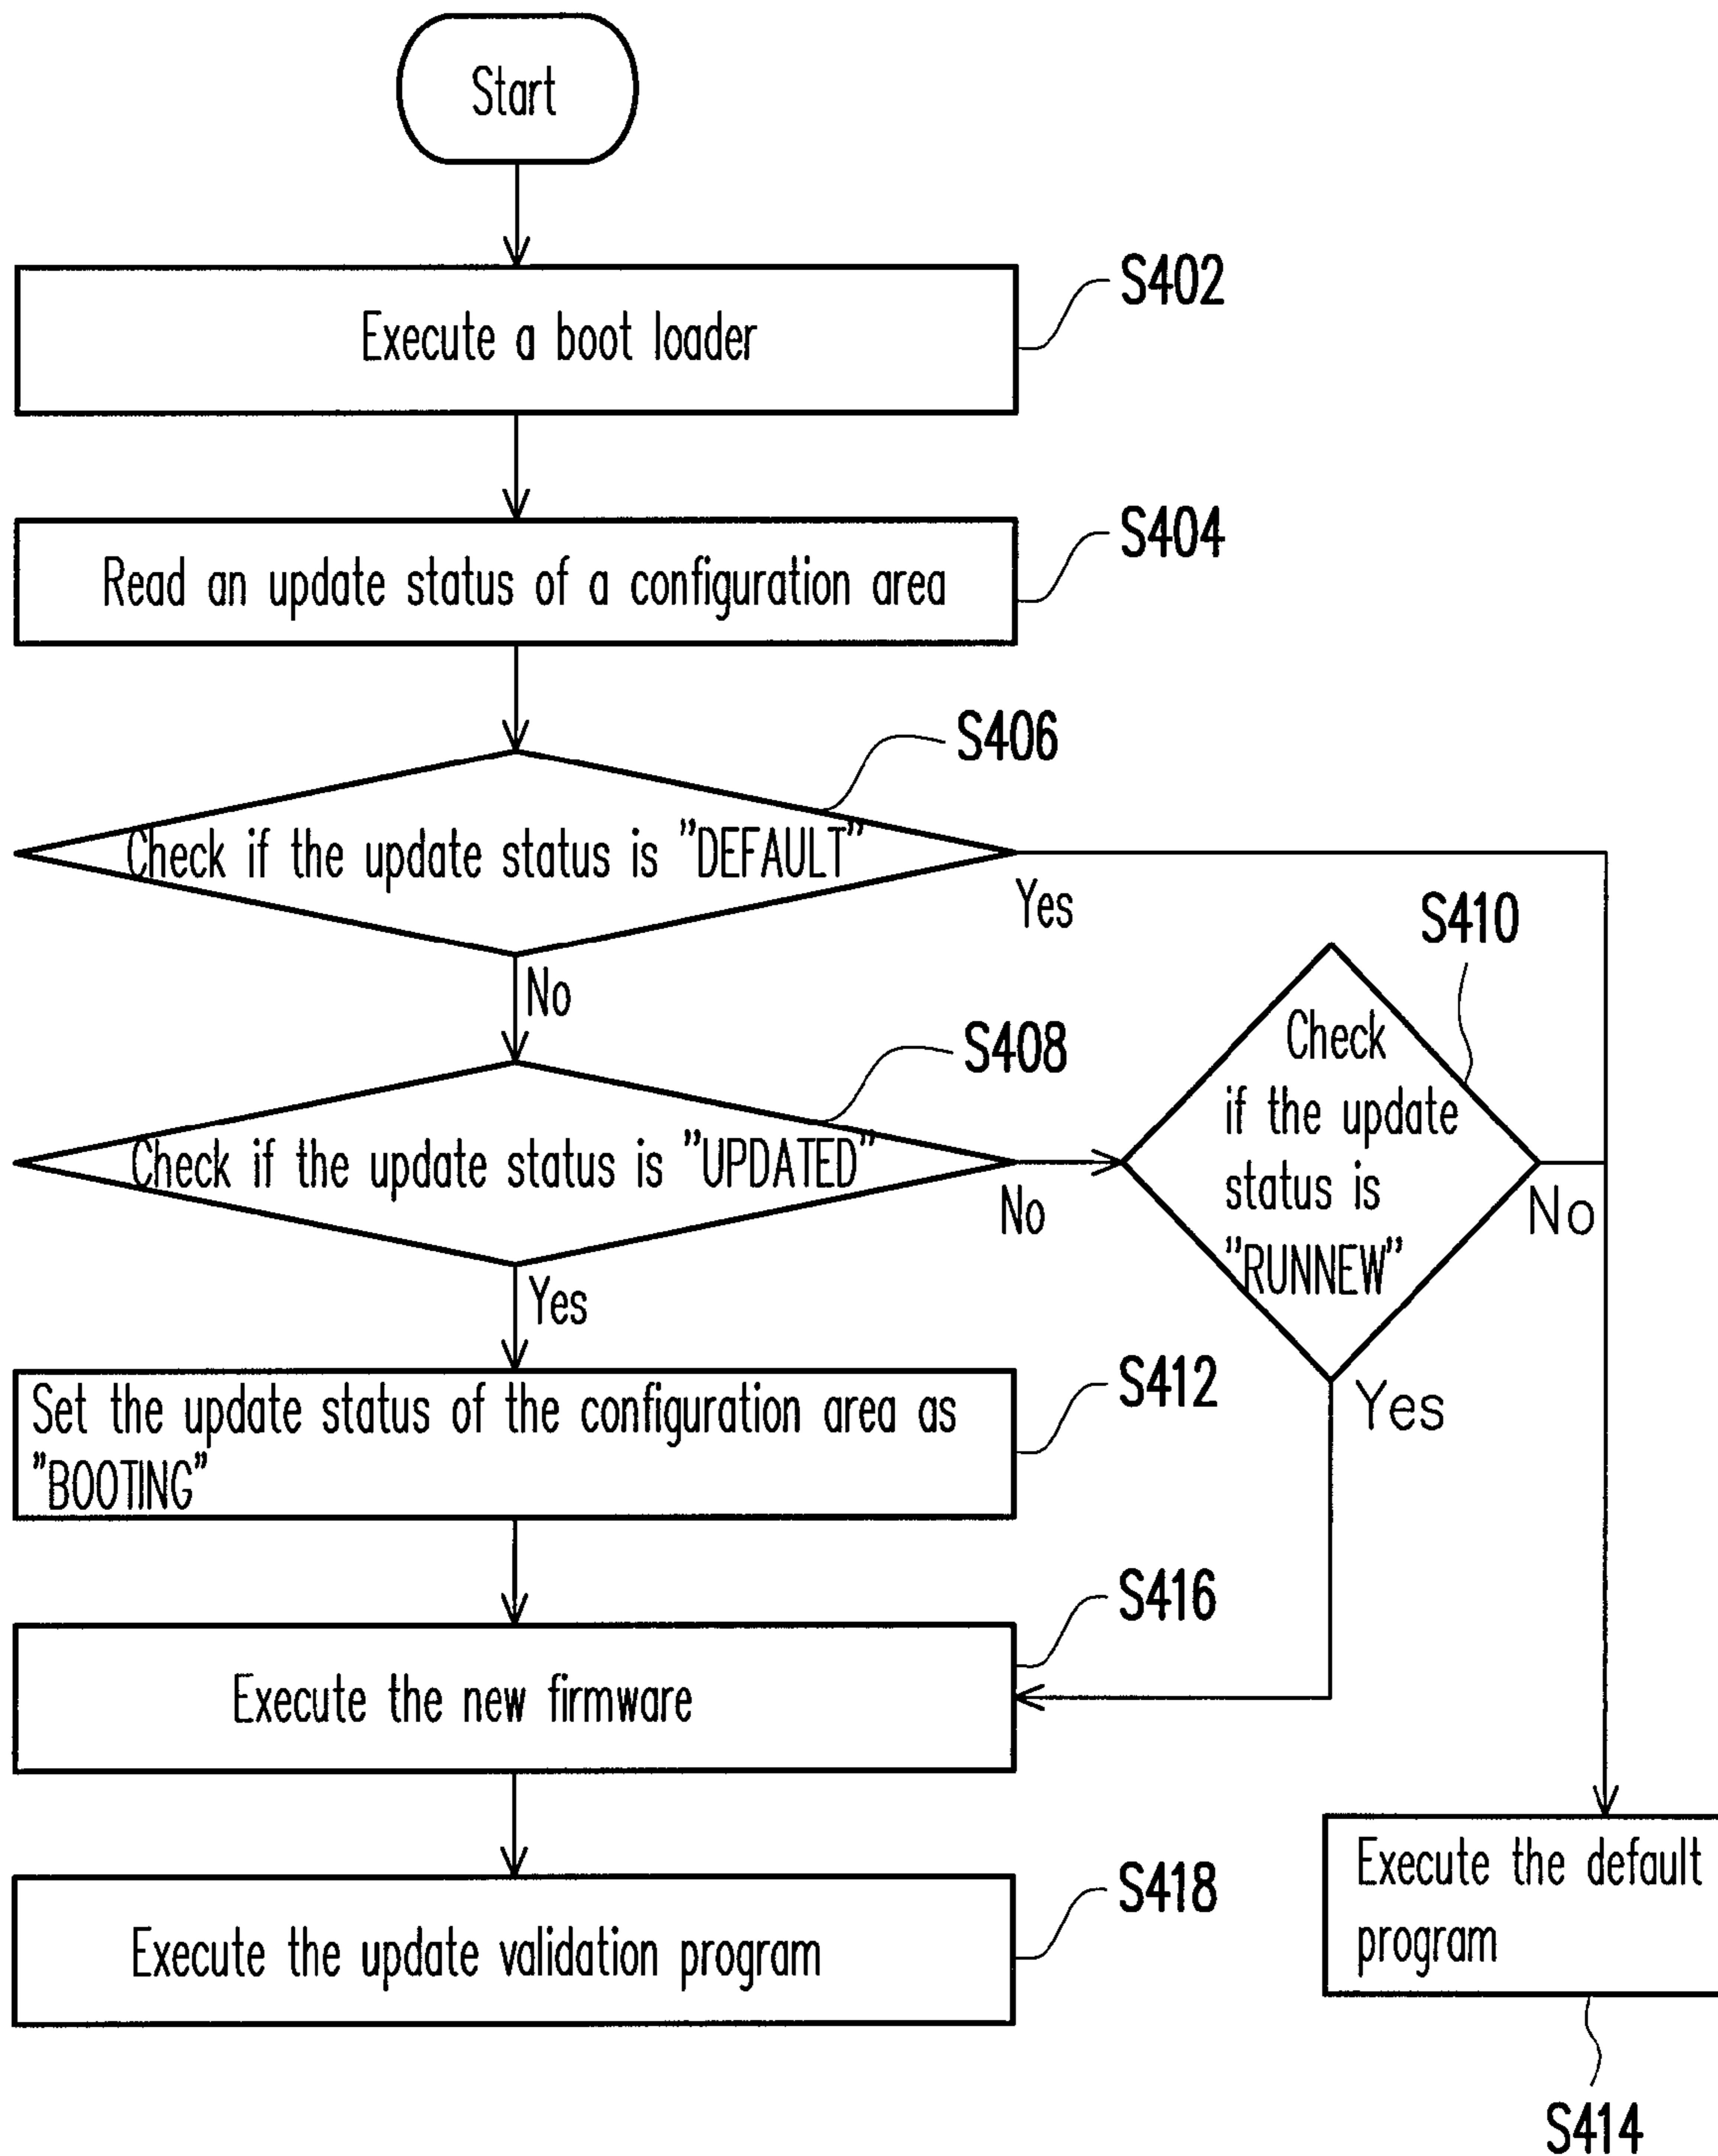 Start
Execute a boot loader
S402
Read an update status of a configuration area
S404
S406
Check if the update status is "DEFAULT"
Yes
No
S408
Check if the update status is "UPDATED"
No
S410
Check
if the update
status is
"RUNNEW"
No
Yes
Yes
Set the update status of the configuration area as
"BOOTING"
S412
Execute the new firmware
S416
Execute the update validation program
S418
Execute the default
program
S414